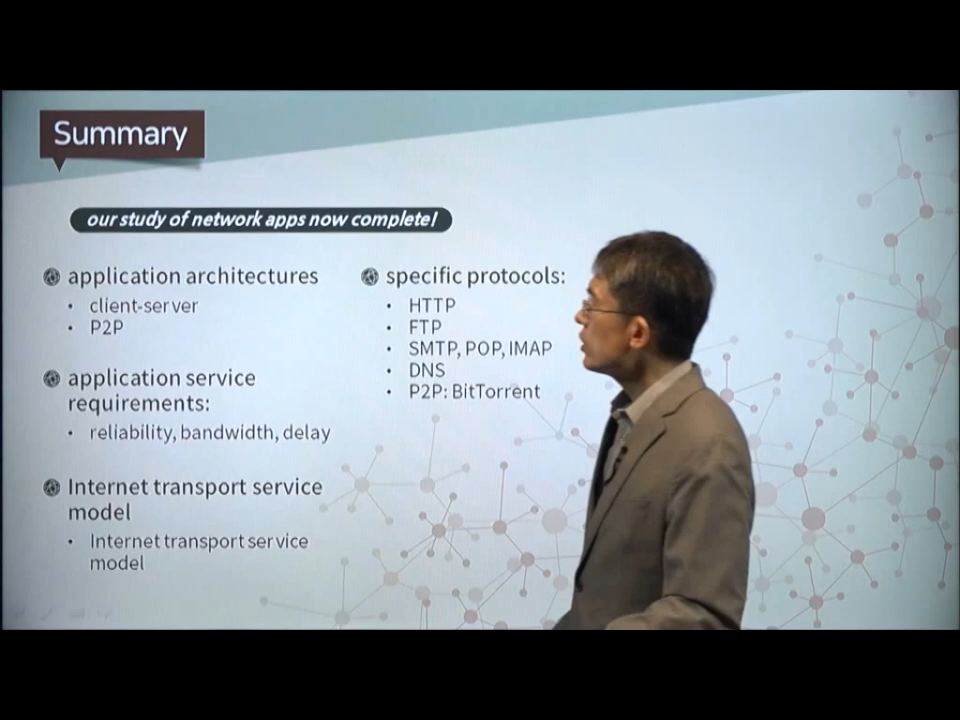 Summary
our study of network apps now complete!
application architectures
• client-server
• P2P
application service
requirements:
• reliability, bandwidth, delay
Internet transport service
model
• Internet transport service
model
specific protocols:
• HTTP
• FTP
• SMTP, POP, IMAP
• DNS
• P2P: BitTorrent